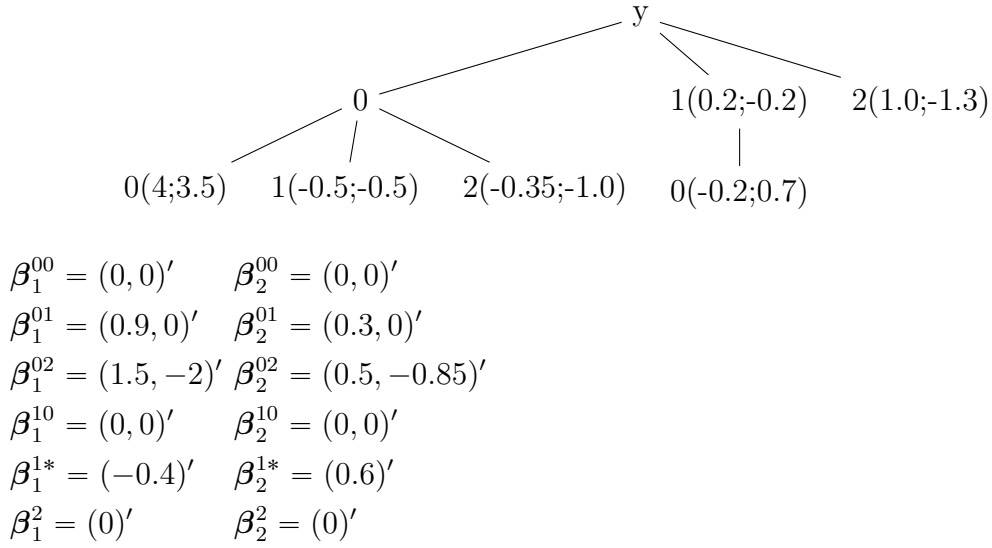 y
0 1(0.2;-0.2) 2(1.0;-1.3)
0(4;3.5) 1(-0.5;-0.5) 2(-0.35;-1.0) 0(-0.2;0.7)
β₁⁰⁰ = (0, 0)′ β₂⁰⁰ = (0, 0)′
β₁⁰¹ = (0.9, 0)′ β₂⁰¹ = (0.3, 0)′
β₁⁰² = (1.5, −2)′ β₂⁰² = (0.5, −0.85)′
β₁¹⁰ = (0, 0)′ β₂¹⁰ = (0, 0)′
β₁¹* = (−0.4)′ β₂¹* = (0.6)′
β₁² = (0)′ β₂² = (0)′